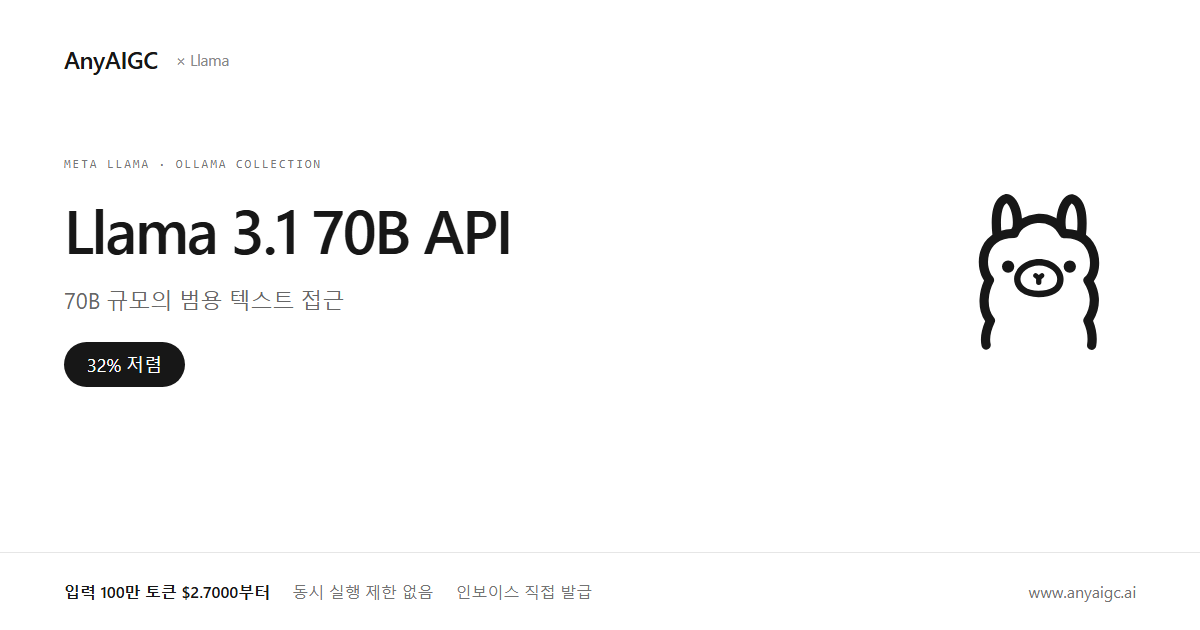 AnyAIGC × Llama
META LLAMA · OLLAMA COLLECTION
Llama 3.1 70B API
70B 규모의 범용 텍스트 접근
32% 저렴
입력 100만 토큰 $2.7000부터 동시 실행 제한 없음 인보이스 직접 발급 www.anyaigc.ai